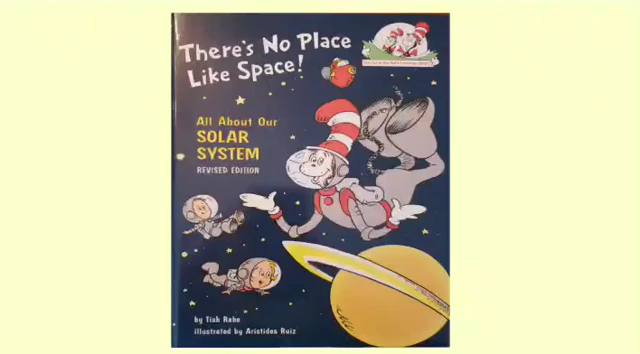 There's No Place
Like Space!
All About Our
SOLAR
SYSTEM
REVISED EDITION
by Tish Rabe
illustrated by Aristides Ruiz